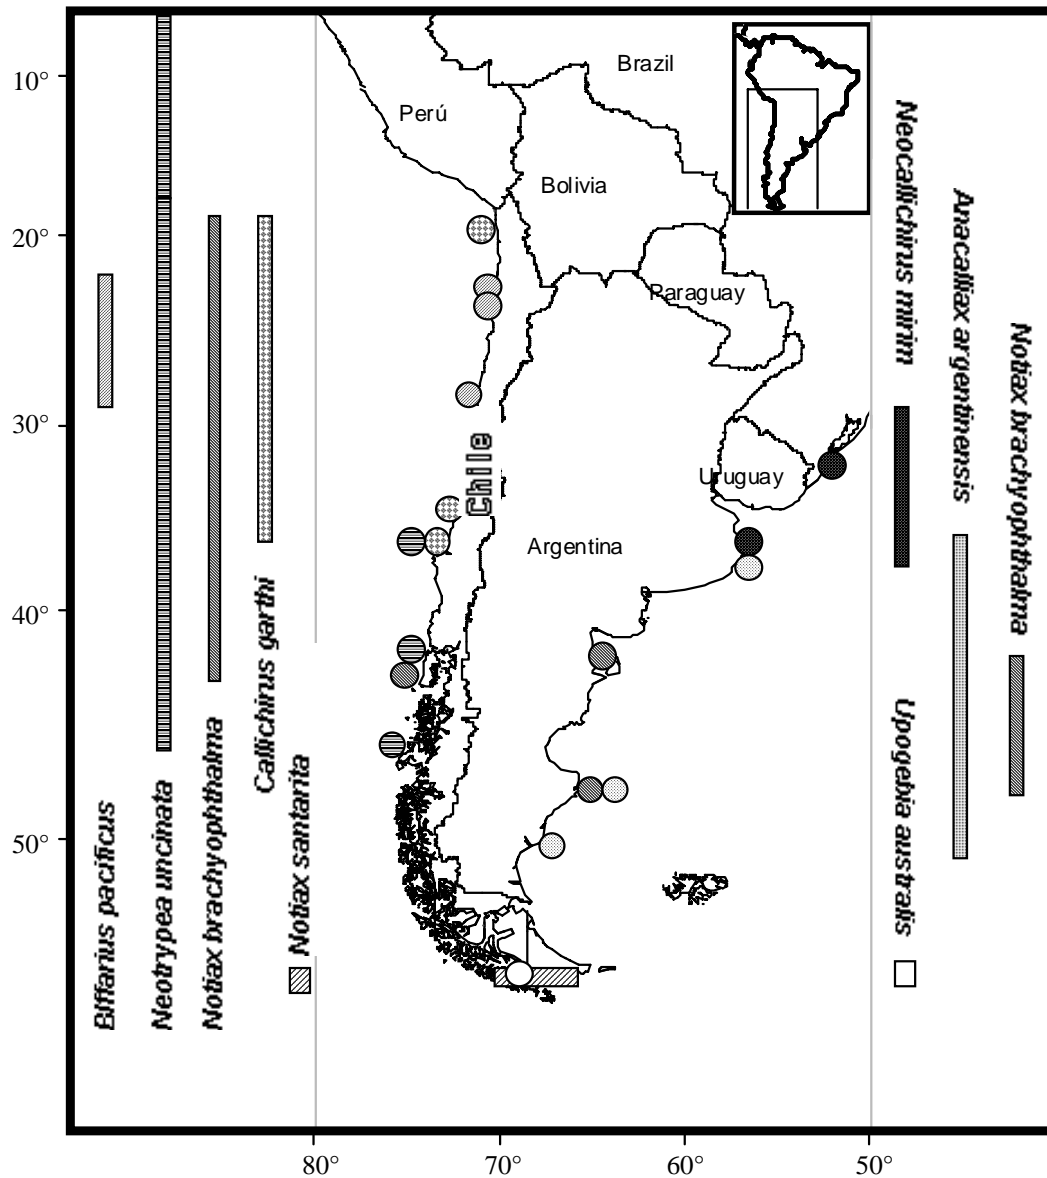 10°
20°
30°
40°
50°
Biffarius pacificus
Neotrypea uncinata
Notiax brachyophthalma
Callichirus garthi
Notiax santarita
Brazil
Perú
Bolivia
Paraguay
Chile
Uruguay
Argentina
Neocallichirus mirim
Upogebia australis
Anacalliax argentinensis
Notiax brachyophthalma
80°
70°
60°
50°